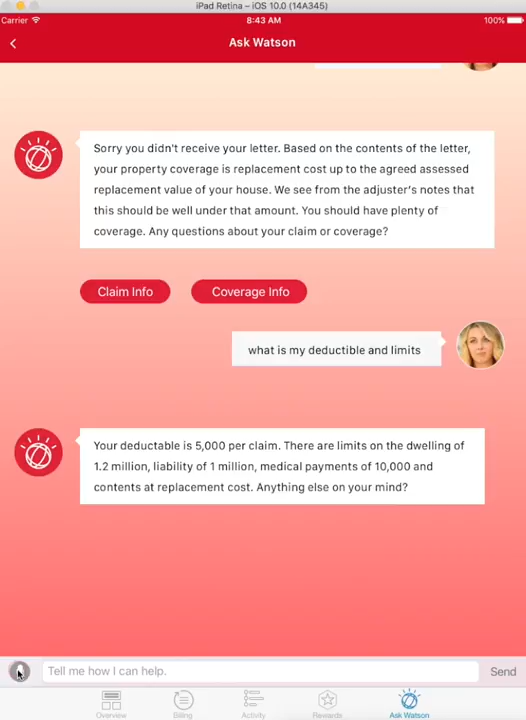 iPad Retina – iOS 10.0 (14A345)
Carrier 8:43 AM 100%
Ask Watson
Sorry you didn't receive your letter. Based on the contents of the letter,
your property coverage is replacement cost up to the agreed assessed
replacement value of your house. We see from the adjuster's notes that
this should be well under that amount. You should have plenty of
coverage. Any questions about your claim or coverage?
Claim Info Coverage Info
what is my deductible and limits
Your deductable is 5,000 per claim. There are limits on the dwelling of
1.2 million, liability of 1 million, medical payments of 10,000 and
contents at replacement cost. Anything else on your mind?
Tell me how I can help. Send
Overview Billing Activity Rewards Ask Watson